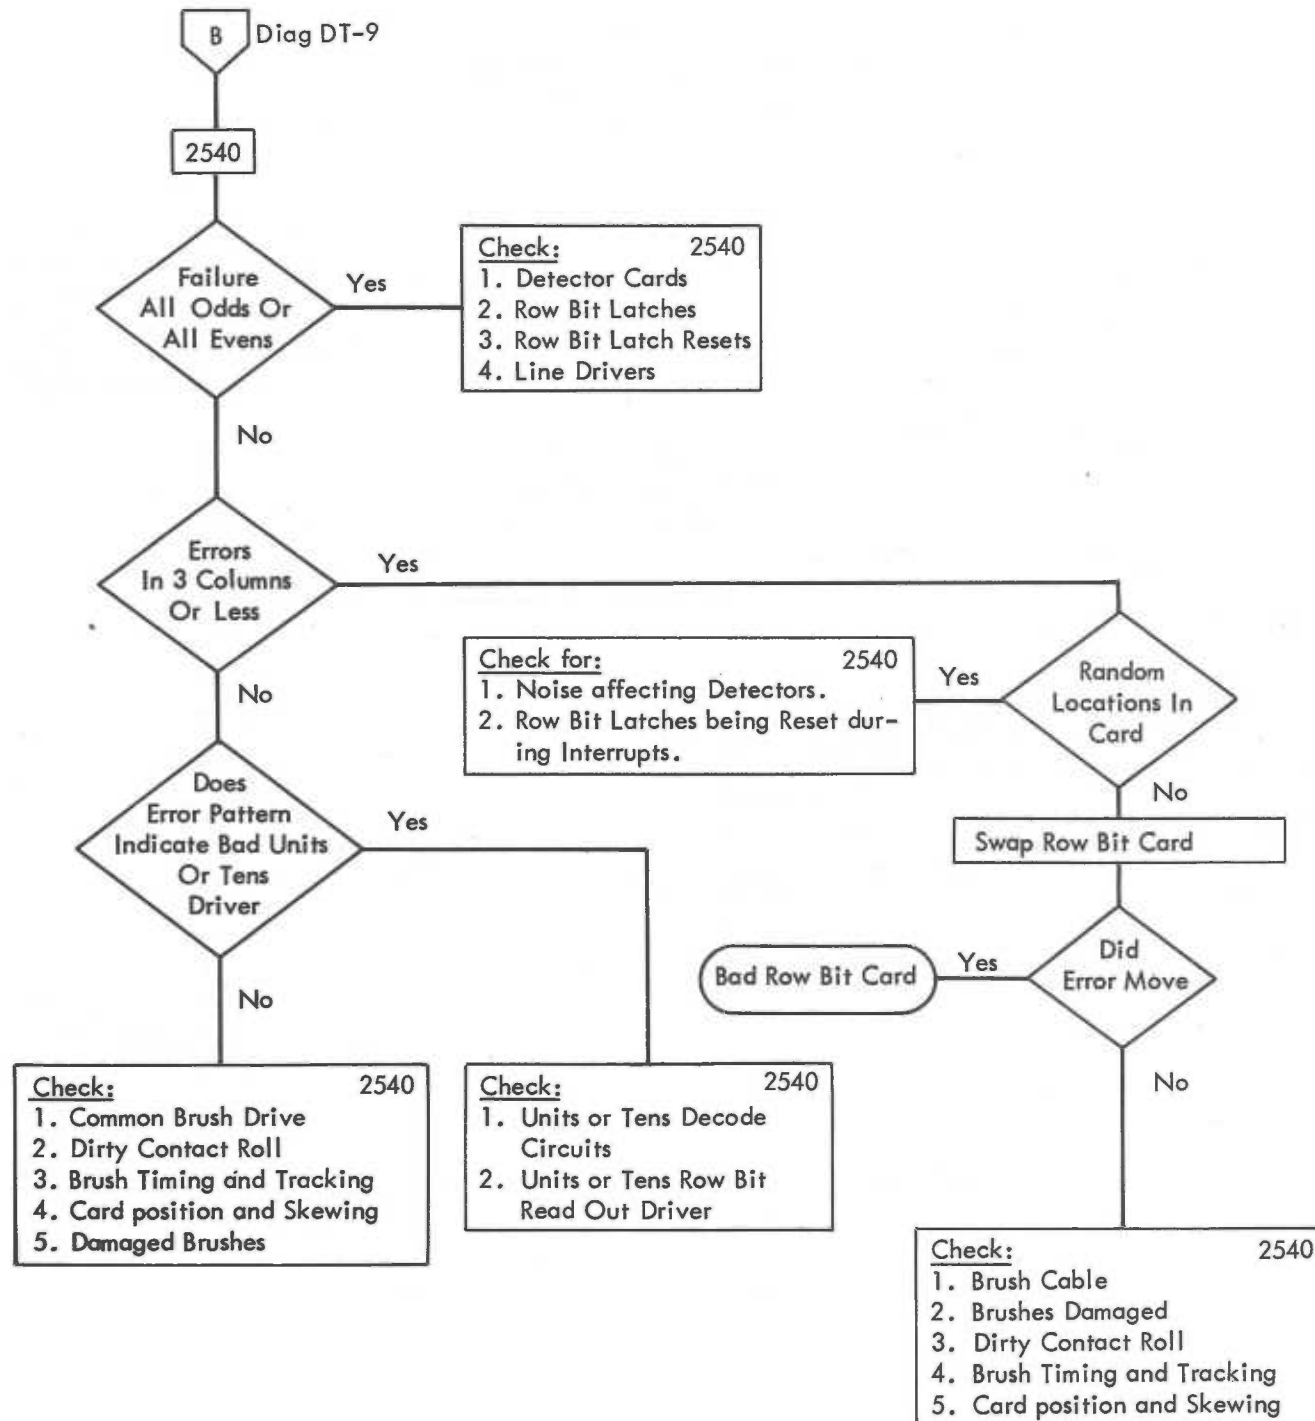 B Diag DT-9
2540
Failure
All Odds Or
All Evens
Yes
No
Check: 2540
1. Detector Cards
2. Row Bit Latches
3. Row Bit Latch Resets
4. Line Drivers
Errors
In 3 Columns
Or Less
Yes
No
Random
Locations In
Card
Yes
No
Check for: 2540
1. Noise affecting Detectors.
2. Row Bit Latches being Reset dur-
ing Interrupts.
Does
Error Pattern
Indicate Bad Units
Or Tens
Driver
Yes
No
Swap Row Bit Card
Did
Error Move
Yes
No
Bad Row Bit Card
Check: 2540
1. Common Brush Drive
2. Dirty Contact Roll
3. Brush Timing and Tracking
4. Card position and Skewing
5. Damaged Brushes
Check: 2540
1. Units or Tens Decode
Circuits
2. Units or Tens Row Bit
Read Out Driver
Check: 2540
1. Brush Cable
2. Brushes Damaged
3. Dirty Contact Roll
4. Brush Timing and Tracking
5. Card position and Skewing